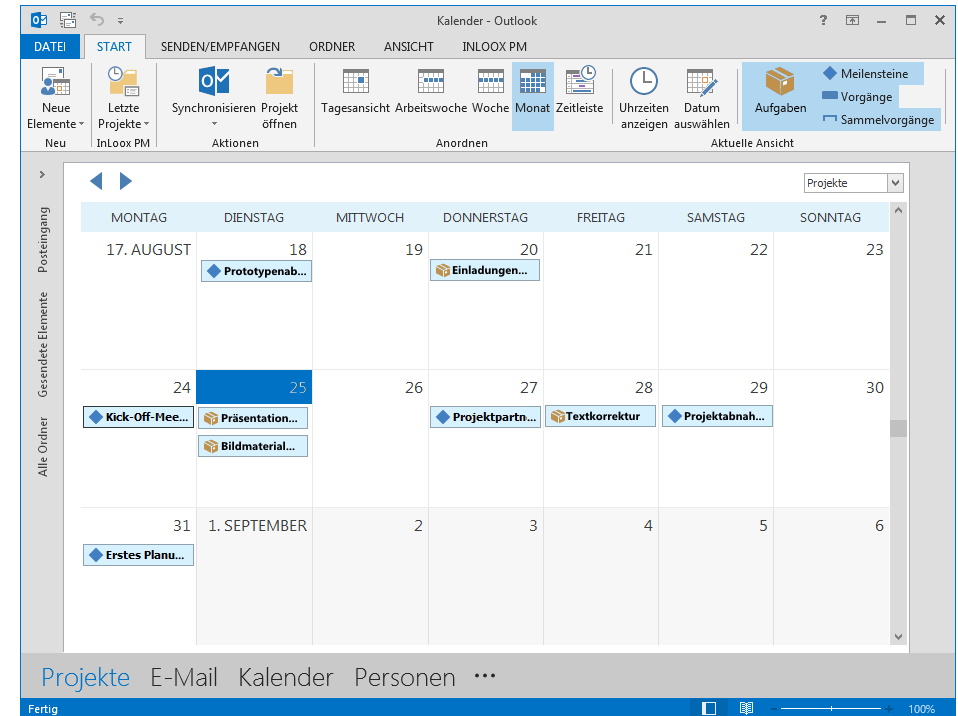 Kalender - Outlook
?
DATEI START SENDEN/EMPFANGEN ORDNER ANSICHT INLOOX PM
Neue Elemente
Letzte Projekte
Synchronisieren
Projekt öffnen
Tagesansicht
Arbeitswoche
Woche
Monat
Zeitleiste
Uhrzeiten anzeigen
Datum auswählen
Aufgaben
Meilensteine
Vorgänge
Sammelvorgänge
Neu InLoox PM Aktionen Anordnen Aktuelle Ansicht
Posteingang
Gesendete Elemente
Alle Ordner
Projekte
MONTAG DIENSTAG MITTWOCH DONNERSTAG FREITAG SAMSTAG SONNTAG
17. AUGUST 18 19 20 21 22 23
Prototypenab... Einladungen...
24 25 26 27 28 29 30
Kick-Off-Mee... Präsentation... Projektpartn... Textkorrektur Projektabnah...
Bildmaterial...
31 1. SEPTEMBER 2 3 4 5 6
Erstes Planu...
Projekte E-Mail Kalender Personen ···
Fertig 100%